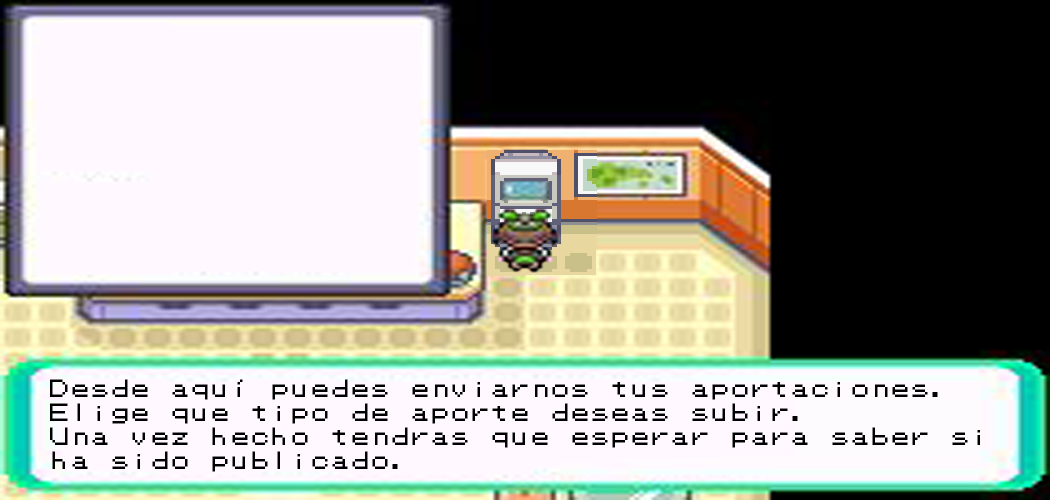 Desde aquí puedes enviarnos tus aportaciones.
Elige que tipo de aporte deseas subir.
Una vez hecho tendras que esperar para saber si
ha sido publicado.